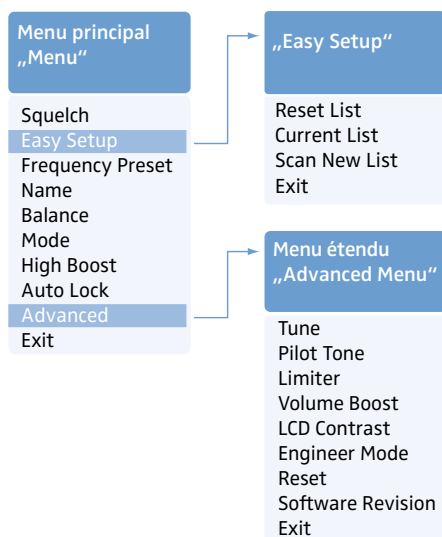 Menu principal
„Menu“
Squelch
Easy Setup
Frequency Preset
Name
Balance
Mode
High Boost
Auto Lock
Advanced
Exit
„Easy Setup“
Reset List
Current List
Scan New List
Exit
Menu étendu
„Advanced Menu“
Tune
Pilot Tone
Limiter
Volume Boost
LCD Contrast
Engineer Mode
Reset
Software Revision
Exit